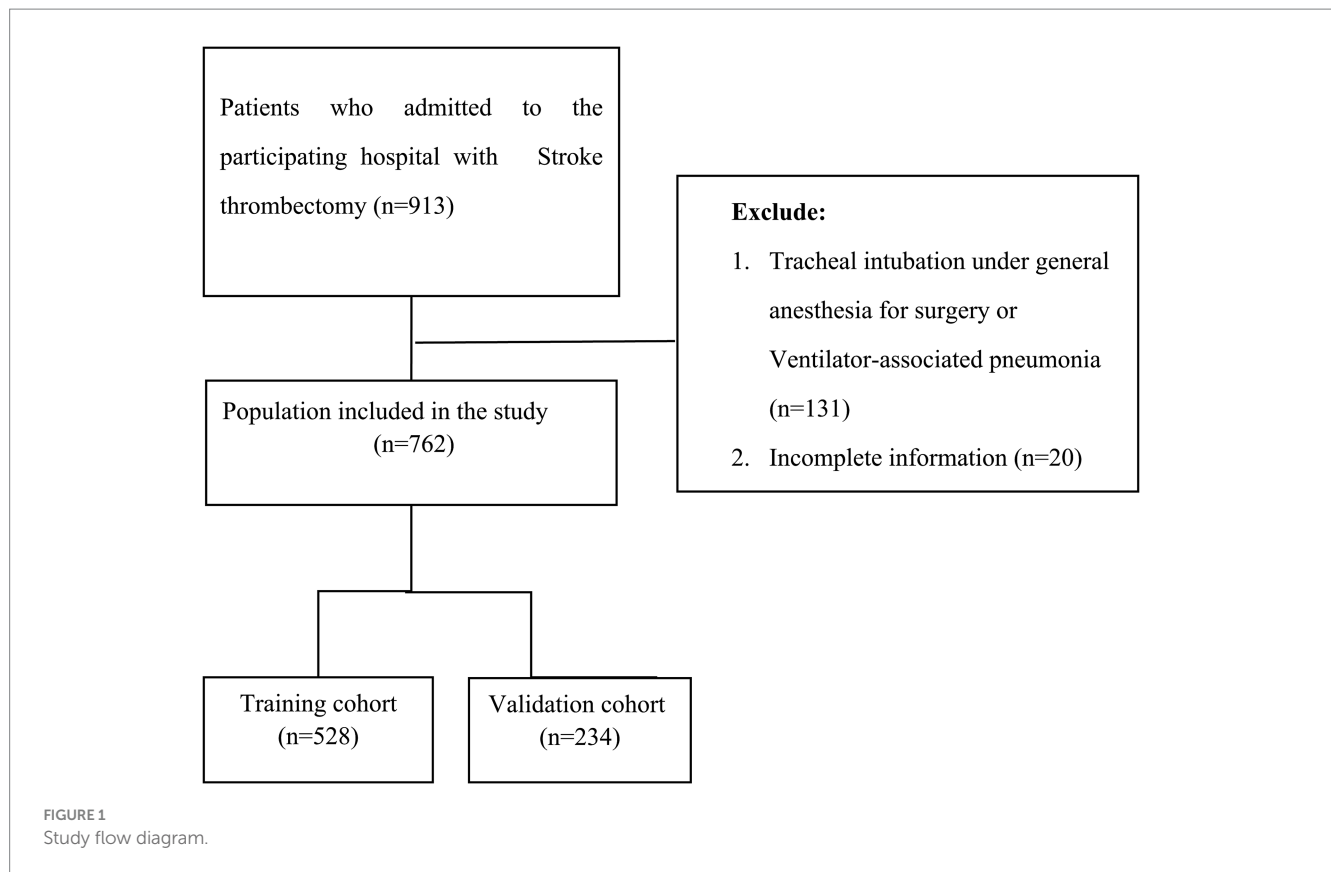 Patients who admitted to the
participating hospital with Stroke
thrombectomy (n=913)
Exclude:
1. Tracheal intubation under general
anesthesia for surgery or
Ventilator-associated pneumonia
(n=131)
2. Incomplete information (n=20)
Population included in the study
(n=762)
Training cohort
(n=528)
Validation cohort
(n=234)
FIGURE 1
Study flow diagram.